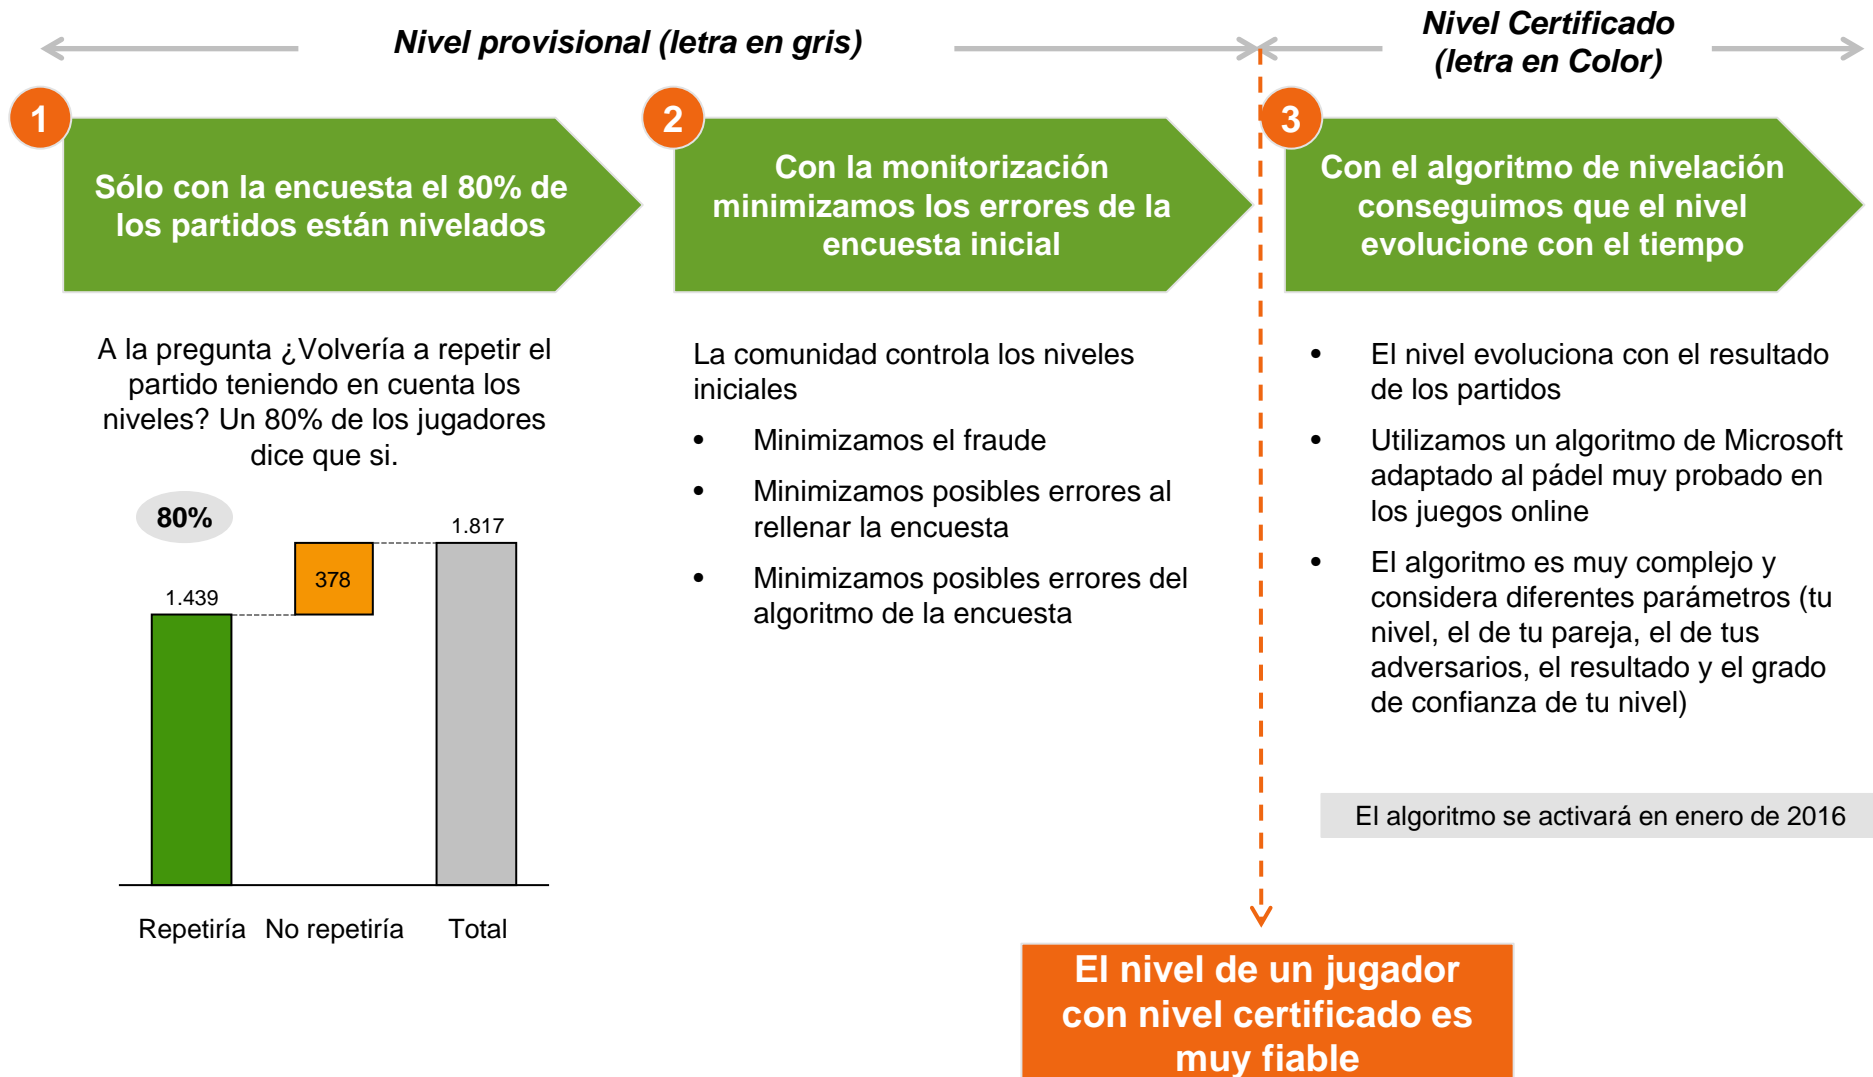 Nivel provisional (letra en gris)
Nivel Certificado
(letra en Color)
1
Sólo con la encuesta el 80% de
los partidos están nivelados
2
Con la monitorización
minimizamos los errores de la
encuesta inicial
3
Con el algoritmo de nivelación
conseguimos que el nivel
evolucione con el tiempo
A la pregunta ¿Volvería a repetir el
partido teniendo en cuenta los
niveles? Un 80% de los jugadores
dice que si.
80%
1.439
378
1.817
Repetiría
No repetiría
Total
La comunidad controla los niveles
iniciales
• Minimizamos el fraude
• Minimizamos posibles errores al
rellenar la encuesta
• Minimizamos posibles errores del
algoritmo de la encuesta
• El nivel evoluciona con el resultado
de los partidos
• Utilizamos un algoritmo de Microsoft
adaptado al pádel muy probado en
los juegos online
• El algoritmo es muy complejo y
considera diferentes parámetros (tu
nivel, el de tu pareja, el de tus
adversarios, el resultado y el grado
de confianza de tu nivel)
El algoritmo se activará en enero de 2016
El nivel de un jugador
con nivel certificado es
muy fiable